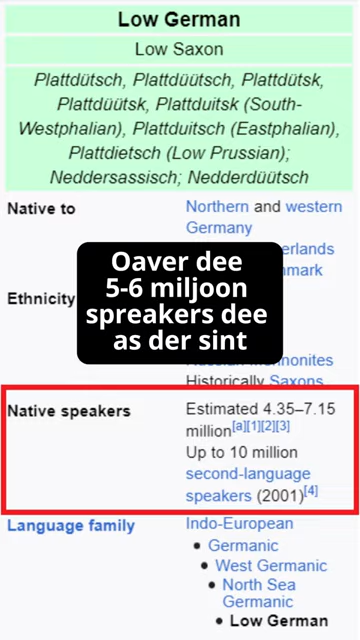 Low German
Low Saxon
Plattdütsch, Plattdüütsch, Plattdütsk,
Plattdüütsk, Plattduitsk (South-
Westphalian), Plattduitsch (Eastphalian),
Plattdietsch (Low Prussian);
Neddersassisch; Nedderdüütsch
Native to
Northern and western
Germany
Oaver dee
5-6 miljoon
spreakers dee
as der sint
Ethnicity
Historically Saxons
Native speakers
Estimated 4.35–7.15
million[a][1][2][3]
Up to 10 million
second-language
speakers (2001)[4]
Language family
Indo-European
• Germanic
• West Germanic
• North Sea
Germanic
• Low German